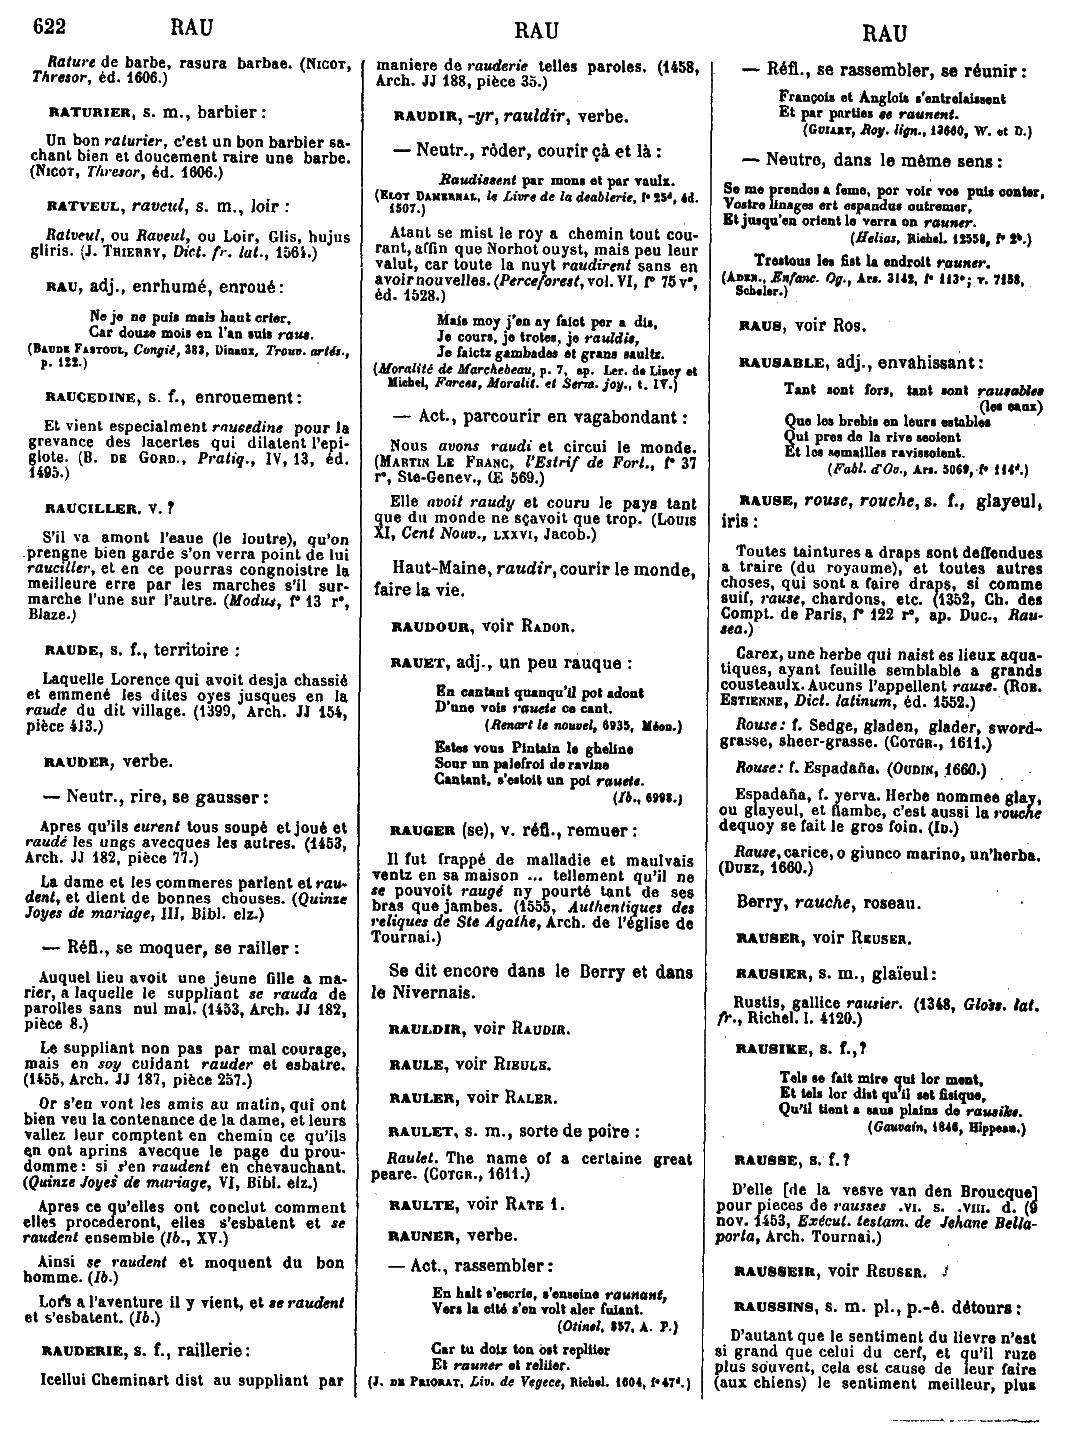 622 RAU
RAU
RAU
Rature de barbe, rasura barbae. (NICOT,
Thresor, éd. 1606.)
RATURIER, s. m., barbier :
Un bon raturier, c'est un bon barbier sa-
chant bien et doucement raire une barbe.
(NICOT, Thresor, éd. 1606.)
RATVEUL, raveul, s. m., loir :
Ratveul, ou Raveul, ou Loir, Glis, hujus
gliris. (J. THIERRY, Dict. fr. lat., 1564.)
RAU, adj., enrhumé, enroué :
Ne je ne puis mais haut crier,
Car douze mois en l'an suis raus.
(BAUDE FASTOUL, Congié, 383, Dinaux, Trouv. artés.,
p. 122.)
RAUCEDINE, s. f., enrouement :
Et vient especialment rausedine pour la
grevance des lacertes qui dilatent l'epi-
glote. (B. DE GORD., Pratiq., IV, 13, éd.
1495.)
RAUCILLER, v. ?
S'il va amont l'eaue (le loutre), qu'on
prengne bien garde s'on verra point de lui
rauciller, et en ce pourras congnoistre la
meilleure erre par les marches s'il sur-
marche l'une sur l'autre. (Modus, f° 13 r°,
Blaze.)
RAUDE, s. f., territoire :
Laquelle Lorence qui avoit desja chassié
et emmené les dites oyes jusques en la
raude du dit village. (1399, Arch. JJ 154,
pièce 413.)
RAUDER, verbe.
— Neutr., rire, se gausser :
Apres qu'ils eurent tous soupé et joué et
raudé les ungs avecques les autres. (1453,
Arch. JJ 182, pièce 77.)
La dame et les commeres parlent et rau-
dent, et dient de bonnes chouses. (Quinze
Joyes de mariage, III, Bibl. elz.)
— Réfl., se moquer, se railler :
Auquel lieu avoit une jeune fille a ma-
rier, a laquelle le suppliant se rauda de
parolles sans nul mal. (1453, Arch. JJ 182,
pièce 8.)
Le suppliant non pas par mal courage,
mais en soy cuidant rauder et esbatre.
(1455, Arch. JJ 187, pièce 257.)
Or s'en vont les amis au matin, qui ont
bien veu la contenance de la dame, et leurs
vallez leur comptent en chemin ce qu'ils
en ont aprins avecque le page du prou-
domme : si s'en raudent en chevauchant.
(Quinze Joyes de mariage, VI, Bibl. elz.)
Apres ce qu'elles ont conclut comment
elles procederont, elles s'esbatent et se
raudent ensemble (Ib., XV.)
Ainsi se raudent et moquent du bon
homme. (Ib.)
Lors a l'aventure il y vient, et se raudent
et s'esbatent. (Ib.)
RAUDERIE, s. f., raillerie :
Icellui Cheminart dist au suppliant par
maniere de rauderie telles paroles. (1458,
Arch. JJ 188, pièce 35.)
RAUDIR, -yr, rauldir, verbe.
— Neutr., rôder, courir çà et là :
Raudissent par mons et par vaulx.
(ELOY DAMERNAL, le Livre de la deablerie, f° 25ᵈ, éd.
1507.)
Atant se mist le roy a chemin tout cou-
rant, affin que Norhot ouyst, mais peu leur
valut, car toute la nuyt raudirent sans en
avoir nouvelles. (Perceforest, vol. VI, f° 75 v°,
éd. 1528.)
Mais moy j'en ay faict per a dis,
Je cours, je trotes, je rauldis,
Je faictz gambades et grans saultz.
(Moralité de Marchebeau, p. 7, ap. Ler. de Lincy et
Michel, Farces, Moralit. et Serm. joy., t. IV.)
— Act., parcourir en vagabondant :
Nous avons raudi et circui le monde.
(MARTIN LE FRANC, l'Estrif de Fort., f° 37
r°, Ste-Genev., (E 569.)
Elle avoit raudy et couru le pays tant
que du monde ne sçavoit que trop. (LOUIS
XI, Cent Nouv., LXXVI, Jacob.)
Haut-Maine, raudir, courir le monde,
faire la vie.
RAUDOUR, voir RADOR.
RAUET, adj., un peu rauque :
En cantant quanqu'il pot adont
D'une vois rauete ce cant.
(Renart le nouvel, 6935, Méon.)
Estes vous Pintain le gheline
Sour un palefroi de ravine
Cantant, s'estoit un poi rauete.
(Ib., 6998.)
RAUGER (se), v. réfl., remuer :
Il fut frappé de malladie et maulvais
ventz en sa maison ... tellement qu'il ne
se pouvoit raugé ny pourté tant de ses
bras que jambes. (1555, Authentiques des
reliques de Ste Agathe, Arch. de l'église de
Tournai.)
Se dit encore dans le Berry et dans
le Nivernais.
RAULDIR, voir RAUDIR.
RAULE, voir RIEULE.
RAULER, voir RALER.
RAULET, s. m., sorte de poire :
Raulet. The name of a certaine great
peare. (COTGR., 1611.)
RAULTE, voir RATE 1.
RAUNER, verbe.
— Act., rassembler :
En halt s'escrie, s'enseine raunant,
Vers la cité s'en volt aler fuiant.
(Otinel, 857, A. P.)
Car tu doiz ton ost replier
Et rauner et relier.
(J. DE PRIORAT, Liv. de Vegece, Richel. 1604, f° 47ᵈ.)
— Réfl., se rassembler, se réunir :
François et Anglois s'entrelaissent
Et par parties se raunent.
(GUIART, Roy. lign., 13660, W. et D.)
— Neutre, dans le même sens :
Se me prendes a feme, por voir vos puis conter,
Vostre linages ert espandus outremer,
Et jusqu'en orient le verra on rauner.
(Helias, Richel. 12558, f° 2ᵇ.)
Trestous les fist la endroit rauner.
(ADEN., Enfanc. Og., Ars. 3142, f° 113ᵉ; v. 7158,
Scheler.)
RAUS, voir ROS.
RAUSABLE, adj., envahissant :
Tant sont fors, tant sont rausables
(les eaux)
Que les brebis en leurs estables
Qui pres de la rive seoient
Et les semailles ravissoient.
(Fabl. d'Ov., Ars. 5069, f° 114ᵈ.)
RAUSE, rouse, rouche, s. f., glayeul,
iris :
Toutes taintures a draps sont deffendues
a traire (du royaume), et toutes autres
choses, qui sont a faire draps, si comme
suif, rause, chardons, etc. (1352, Ch. des
Compt. de Paris, f° 122 r°, ap. Duc., Rau-
sea.)
Carex, une herbe qui naist es lieux aqua-
tiques, ayant feuille semblable a grands
cousteaulx. Aucuns l'appellent rause. (ROB.
ESTIENNE, Dict. latinum, éd. 1552.)
Rouse : f. Sedge, gladen, glader, sword-
grasse, sheer-grasse. (COTGR., 1611.)
Rouse : f. Espadaña. (OUDIN, 1660.)
Espadaña, f. yerva. Herbe nommee glay,
ou glayeul, et flambe, c'est aussi la rouche
dequoy se fait le gros foin. (ID.)
Rause, carice, o giunco marino, un'herba.
(DUEZ, 1660.)
Berry, rauche, roseau.
RAUSER, voir REUSER.
RAUSIER, s. m., glaïeul :
Rustis, gallice rausier. (1348, Gloss. lat.
fr., Richel. l. 4120.)
RAUSIKE, s. f., ?
Tels se fait mire qui lor ment,
Et tels lor dist qu'il set fisique,
Qu'il tient a saus plains de rausike.
(Gauvain, 1846, Hippeau.)
RAUSSE, s. f. ?
D'elle [de la vesve van den Broucque]
pour pieces de rausses .VI. s. .VIII. d. (9
nov. 1453, Exécut. testam. de Jehane Bella-
porta, Arch. Tournai.)
RAUSSEIR, voir REUSER.
RAUSSINS, s. m. pl., p.-ê. détours :
D'autant que le sentiment du lievre n'est
si grand que celui du cerf, et qu'il ruze
plus souvent, cela est cause de leur faire
(aux chiens) le sentiment meilleur, plus